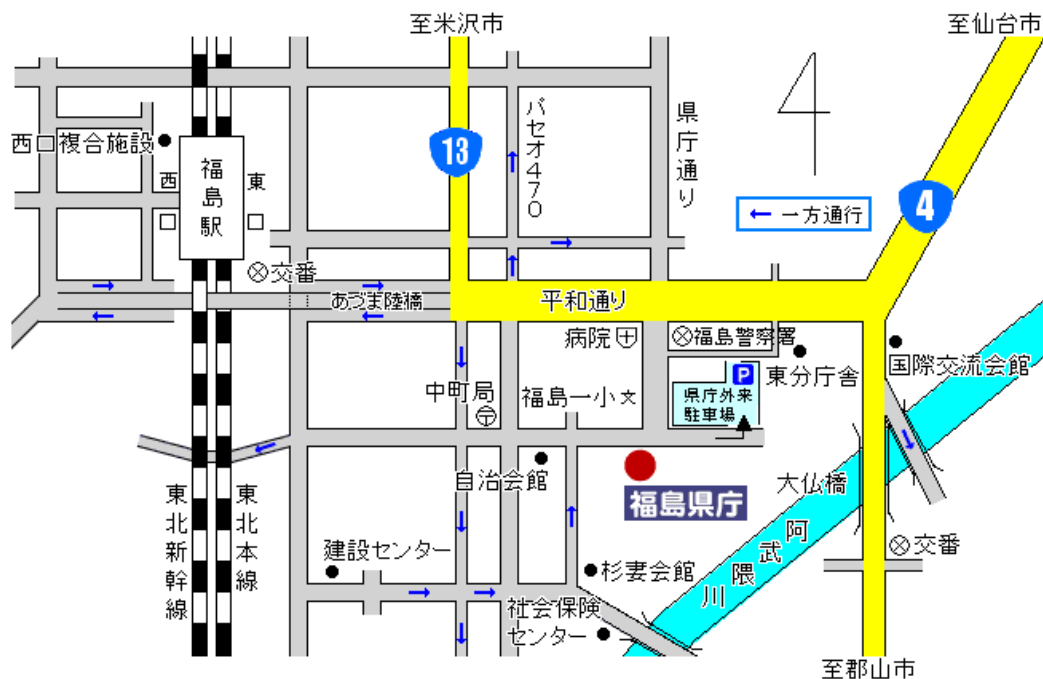 至米沢市
至仙台市
13
パセオ470
県庁通り
西口複合施設
福島駅
西口
東口
4
← 一方通行
交番
あづま陸橋
平和通り
病院
福島警察署
国際交流会館
P
東分庁舎
中町局
福島一小
文
県庁外来
駐車場
自治会館
大仏橋
福島県庁
東北新幹線
東北本線
阿武隈川
建設センター
交番
杉妻会館
社会保険
センター
至郡山市